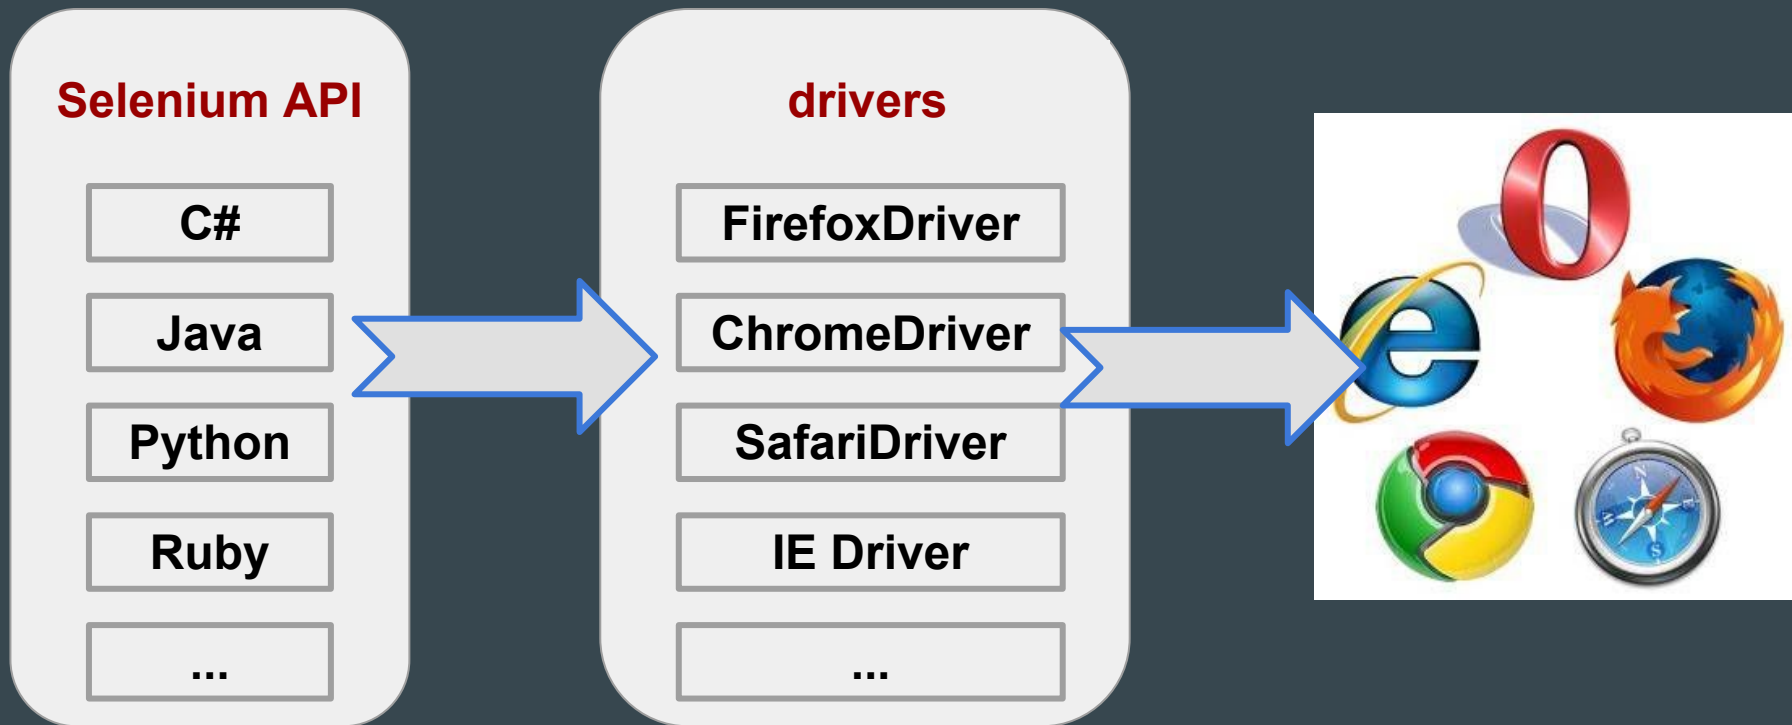 Selenium API
C#
Java
Python
Ruby
...
drivers
FirefoxDriver
ChromeDriver
SafariDriver
IE Driver
...
N
E
S
W